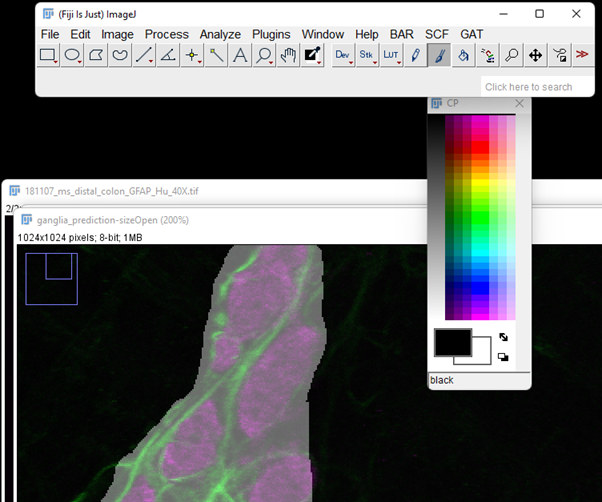 (Fiji Is Just) ImageJ
File Edit Image Process Analyze Plugins Window Help BAR SCF GAT
A Dev Stk LUT >>
Click here to search
CP
181107_ms_distal_colon_GFAP_Hu_40X.tif
2/2
ganglia_prediction-sizeOpen (200%)
1024x1024 pixels; 8-bit; 1MB
black